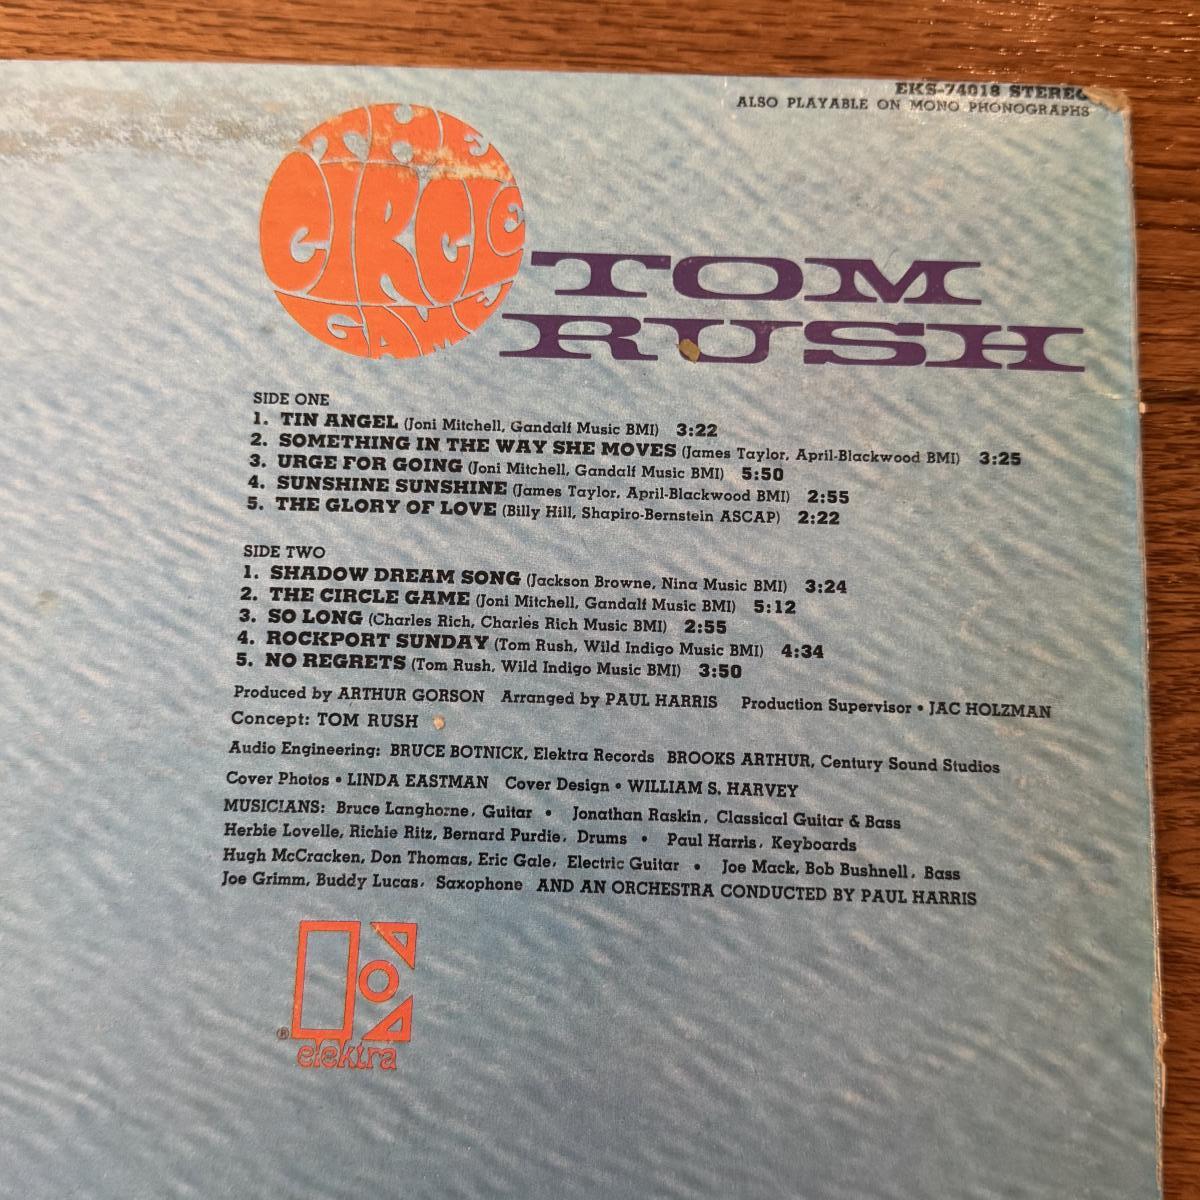 EKS-74018 STEREO
ALSO PLAYABLE ON MONO PHONOGRAPHS
THE
CIRCLE
GAME
TOM
RUSH
SIDE ONE
1. TIN ANGEL (Joni Mitchell, Gandalf Music BMI) 3:22
2. SOMETHING IN THE WAY SHE MOVES (James Taylor, April-Blackwood BMI) 3:25
3. URGE FOR GOING (Joni Mitchell, Gandalf Music BMI) 5:50
4. SUNSHINE SUNSHINE (James Taylor, April-Blackwood BMI) 2:55
5. THE GLORY OF LOVE (Billy Hill, Shapiro-Bernstein ASCAP) 2:22
SIDE TWO
1. SHADOW DREAM SONG (Jackson Browne, Nina Music BMI) 3:24
2. THE CIRCLE GAME (Joni Mitchell, Gandalf Music BMI) 5:12
3. SO LONG (Charles Rich, Charles Rich Music BMI) 2:55
4. ROCKPORT SUNDAY (Tom Rush, Wild Indigo Music BMI) 4:34
5. NO REGRETS (Tom Rush, Wild Indigo Music BMI) 3:50
Produced by ARTHUR GORSON Arranged by PAUL HARRIS Production Supervisor • JAC HOLZMAN
Concept: TOM RUSH
Audio Engineering: BRUCE BOTNICK, Elektra Records BROOKS ARTHUR, Century Sound Studios
Cover Photos • LINDA EASTMAN Cover Design • WILLIAM S. HARVEY
MUSICIANS: Bruce Langhorne, Guitar • Jonathan Raskin, Classical Guitar & Bass
Herbie Lovelle, Richie Ritz, Bernard Purdie, Drums • Paul Harris, Keyboards
Hugh McCracken, Don Thomas, Eric Gale, Electric Guitar • Joe Mack, Bob Bushnell, Bass
Joe Grimm, Buddy Lucas, Saxophone AND AN ORCHESTRA CONDUCTED BY PAUL HARRIS
® elektra